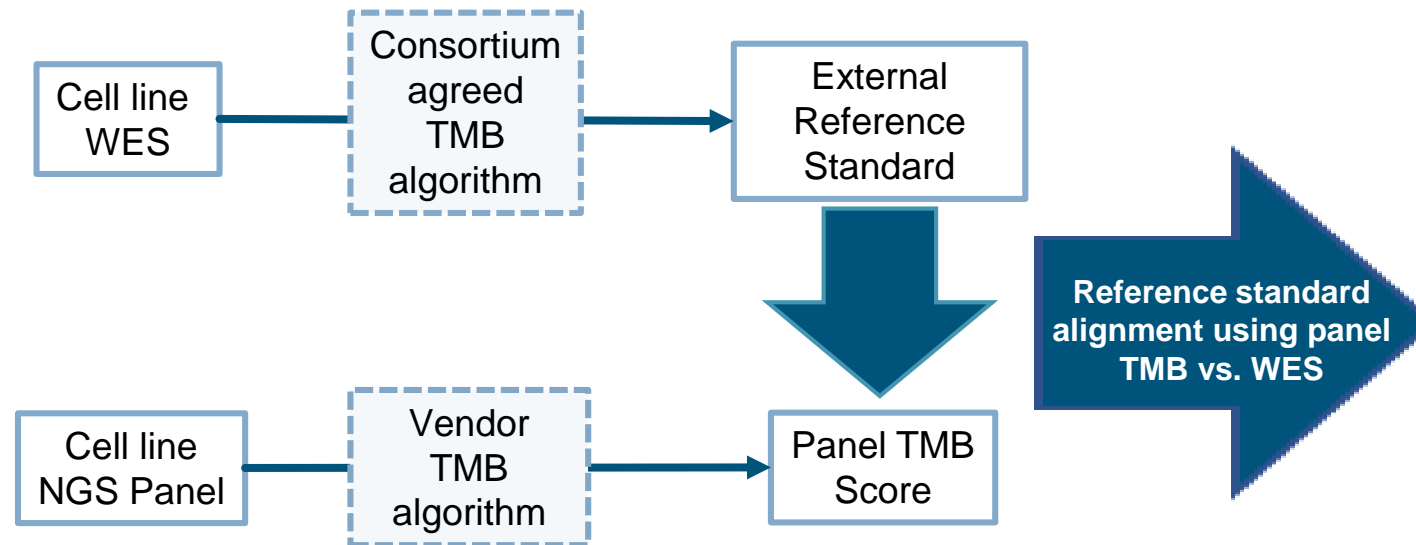 Cell line
WES
Consortium
agreed
TMB
algorithm
External
Reference
Standard
Reference standard
alignment using panel
TMB vs. WES
Cell line
NGS Panel
Vendor
TMB
algorithm
Panel TMB
Score